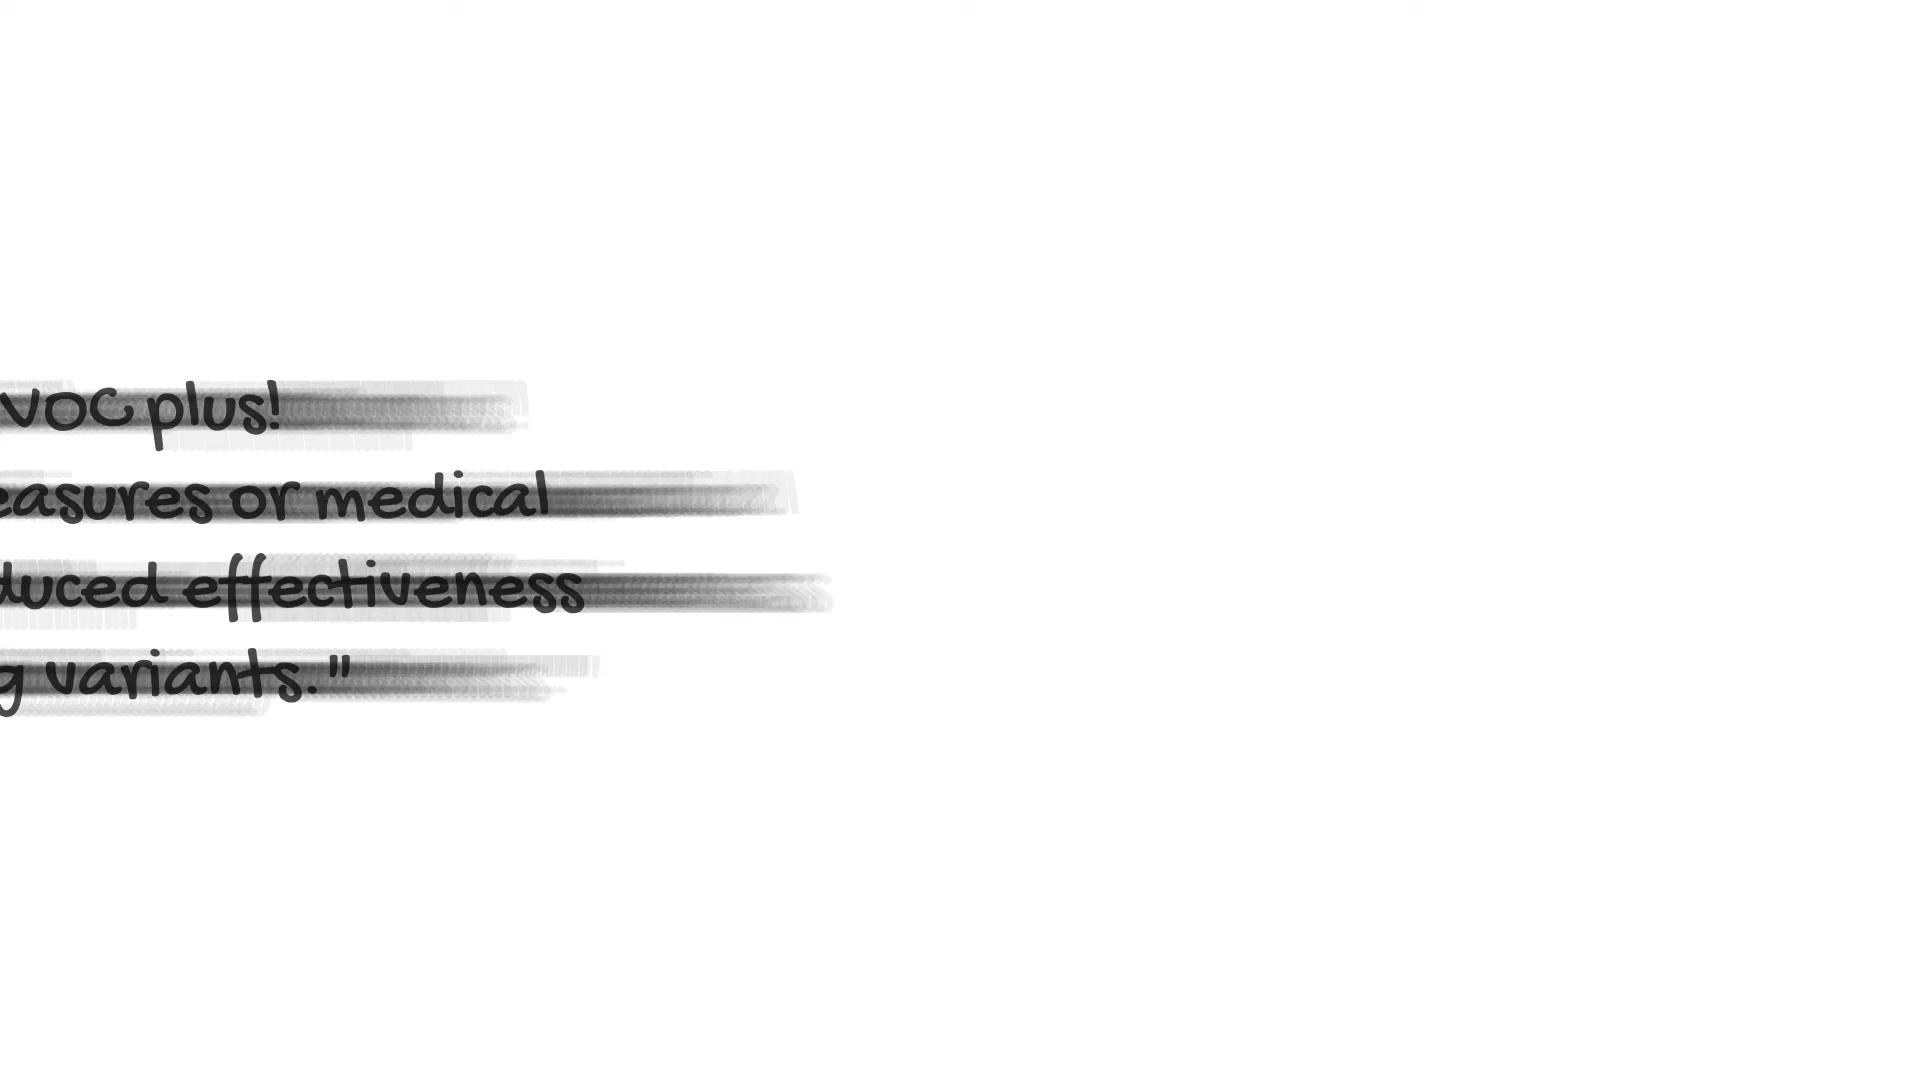 VOC plus!
easures or medical
duced effectiveness
g variants."